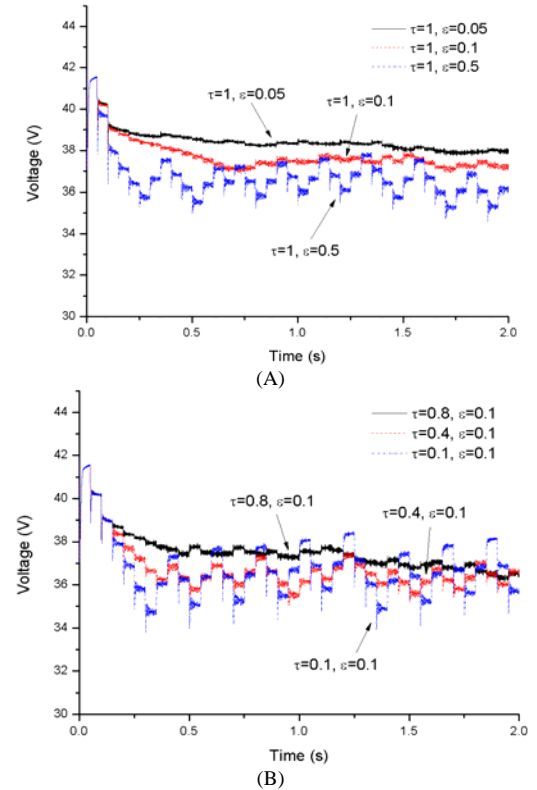 τ=1, ε=0.05
τ=1, ε=0.1
τ=1, ε=0.5
44
42
40
38
36
34
32
30
Voltage (V)
τ=1, ε=0.05
τ=1, ε=0.1
τ=1, ε=0.5
0.0 0.5 1.0 1.5 2.0
Time (s)
(A)
τ=0.8, ε=0.1
τ=0.4, ε=0.1
τ=0.1, ε=0.1
44
42
40
38
36
34
32
30
Voltage (V)
τ=0.8, ε=0.1
τ=0.4, ε=0.1
τ=0.1, ε=0.1
0.0 0.5 1.0 1.5 2.0
Time (s)
(B)